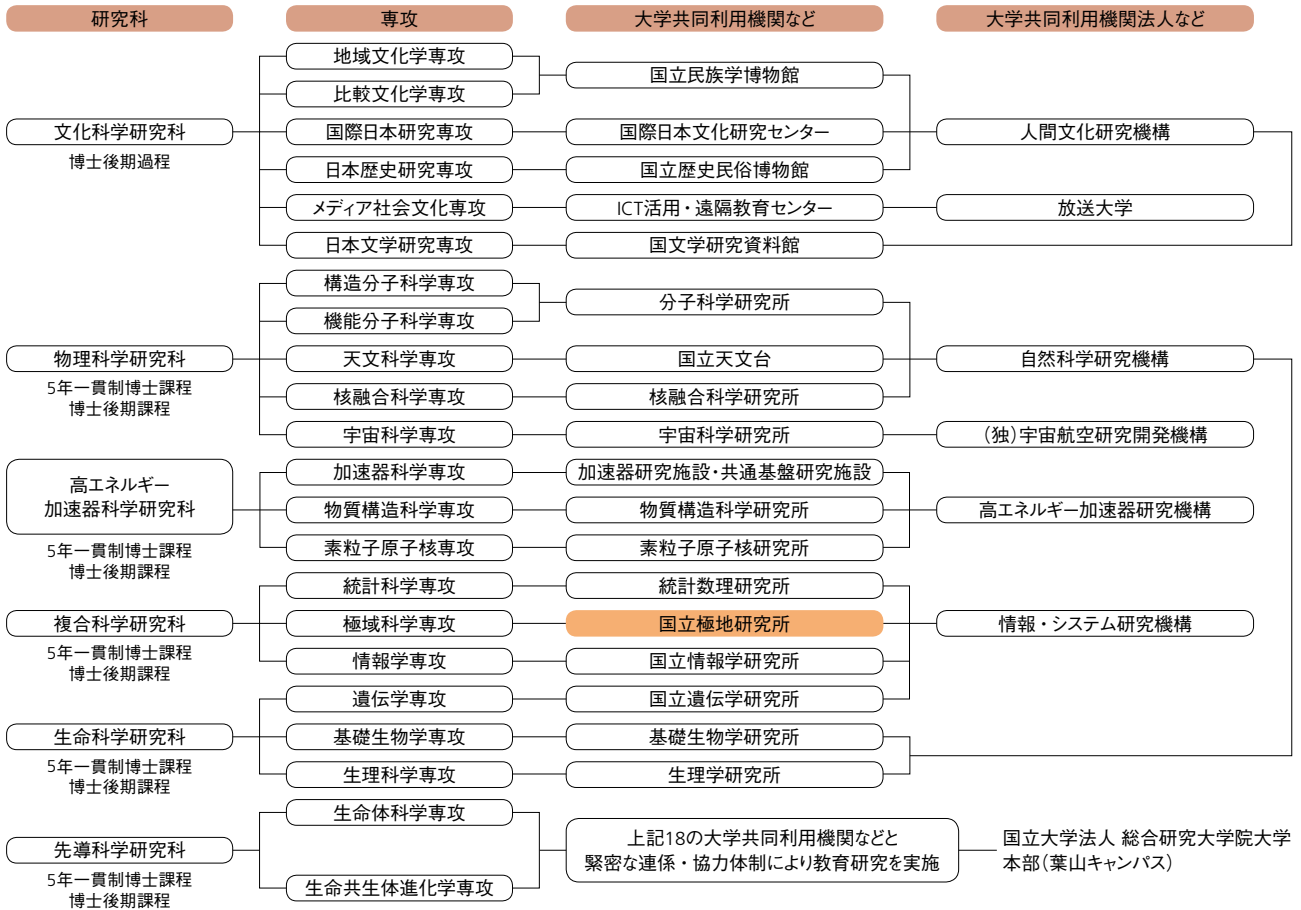 研究科
専攻
大学共同利用機関など
大学共同利用機関法人など
文化科学研究科
博士後期過程
地域文化学専攻
比較文化学専攻
国際日本研究専攻
日本歴史研究専攻
メディア社会文化専攻
日本文学研究専攻
国立民族学博物館
国際日本文化研究センター
国立歴史民俗博物館
ICT活用・遠隔教育センター
国文学研究資料館
人間文化研究機構
放送大学
物理科学研究科
5年一貫制博士課程
博士後期課程
構造分子科学専攻
機能分子科学専攻
天文科学専攻
核融合科学専攻
宇宙科学専攻
分子科学研究所
国立天文台
核融合科学研究所
宇宙科学研究所
自然科学研究機構
（独）宇宙航空研究開発機構
高エネルギー
加速器科学研究科
5年一貫制博士課程
博士後期課程
加速器科学専攻
物質構造科学専攻
素粒子原子核専攻
加速器研究施設・共通基盤研究施設
物質構造科学研究所
素粒子原子核研究所
高エネルギー加速器研究機構
複合科学研究科
5年一貫制博士課程
博士後期課程
統計科学専攻
極域科学専攻
情報学専攻
統計数理研究所
国立極地研究所
国立情報学研究所
情報・システム研究機構
生命科学研究科
5年一貫制博士課程
博士後期課程
遺伝学専攻
基礎生物学専攻
生理科学専攻
国立遺伝学研究所
基礎生物学研究所
生理学研究所
先導科学研究科
5年一貫制博士課程
博士後期課程
生命体科学専攻
生命共生体進化学専攻
上記18の大学共同利用機関などと
緊密な連係・協力体制により教育研究を実施
国立大学法人 総合研究大学院大学
本部（葉山キャンパス）